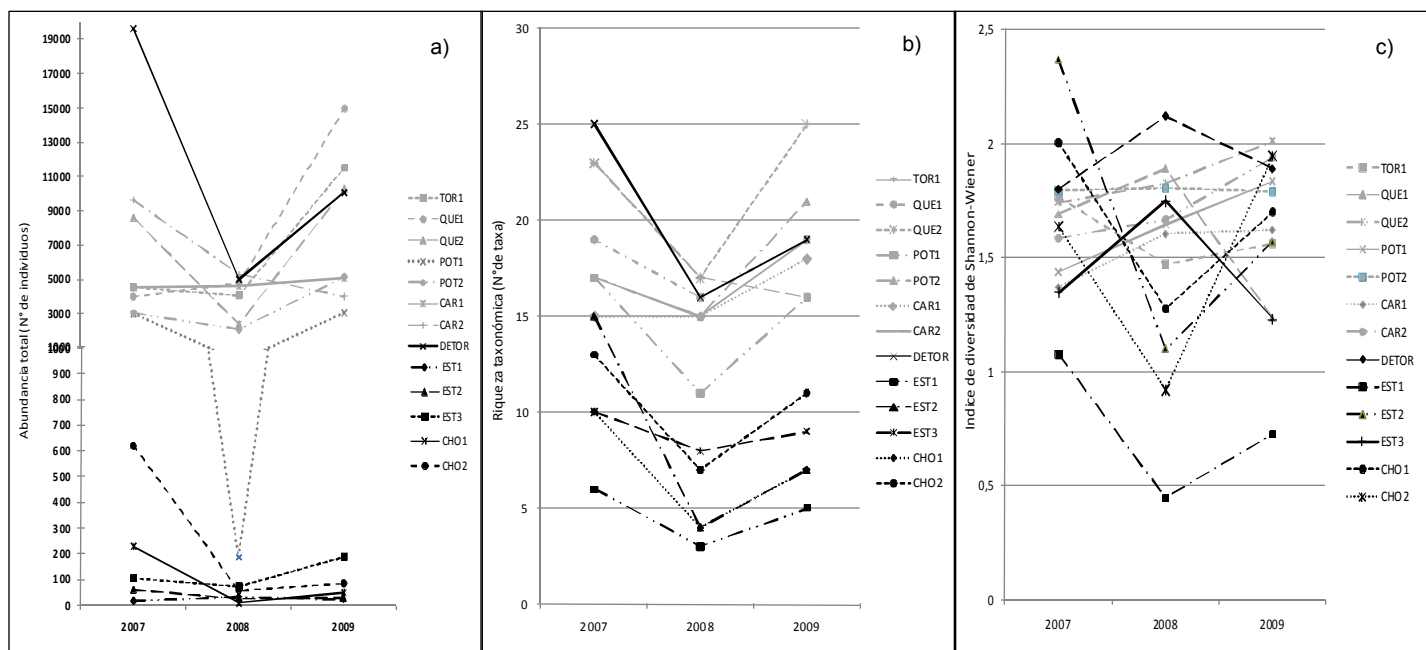 a)
Abundancia total (N° de individuos)
19000
17000
15000
13000
11000
9000
7000
5000
3000
1000
1000
900
800
700
600
500
400
300
200
100
0
2007
2008
2009
TOR1
QUE1
QUE2
POT1
POT2
CAR1
CAR2
DETOR
EST1
EST2
EST3
CHO1
CHO2
b)
Riqueza taxonómica (N°de taxa)
30
25
20
15
10
5
0
2007
2008
2009
TOR1
QUE1
QUE2
POT1
POT2
CAR1
CAR2
DETOR
EST1
EST2
EST3
CHO1
CHO2
c)
Indice de diversidad de Shannon-Wiener
2,5
2
1,5
1
0,5
0
2007
2008
2009
TOR1
QUE1
QUE2
POT1
POT2
CAR1
CAR2
DETOR
EST1
EST2
EST3
CHO1
CHO2